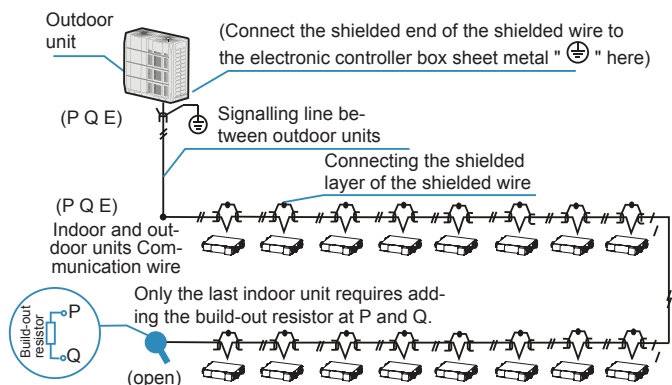 Outdoor
unit
(Connect the shielded end of the shielded wire to
the electronic controller box sheet metal " " here)
(P Q E)
Signalling line be-
tween outdoor units
Connecting the shielded
layer of the shielded wire
(P Q E)
Indoor and out-
door units Com-
munication wire
Only the last indoor unit requires add-
ing the build-out resistor at P and Q.
Build-out
resistor
P
Q
(open)